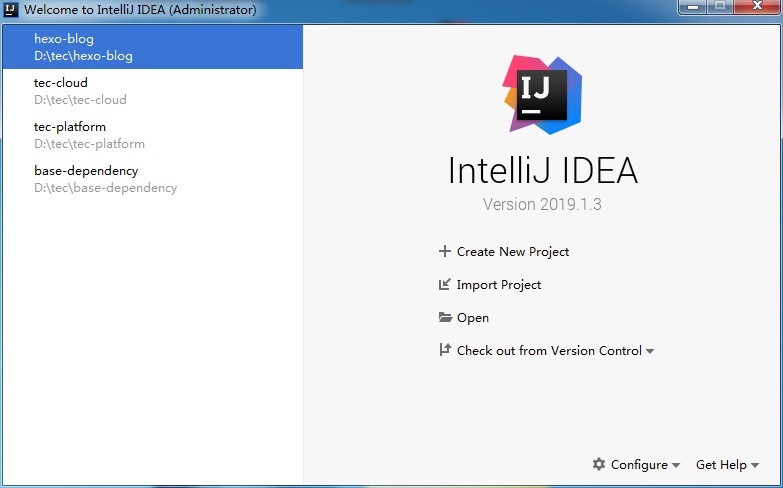 Welcome to IntelliJ IDEA (Administrator)
hexo-blog
D:\tec\hexo-blog
tec-cloud
D:\tec\tec-cloud
tec-platform
D:\tec\tec-platform
base-dependency
D:\tec\base-dependency
IJ
IntelliJ IDEA
Version 2019.1.3
Create New Project
Import Project
Open
Check out from Version Control
Configure
Get Help